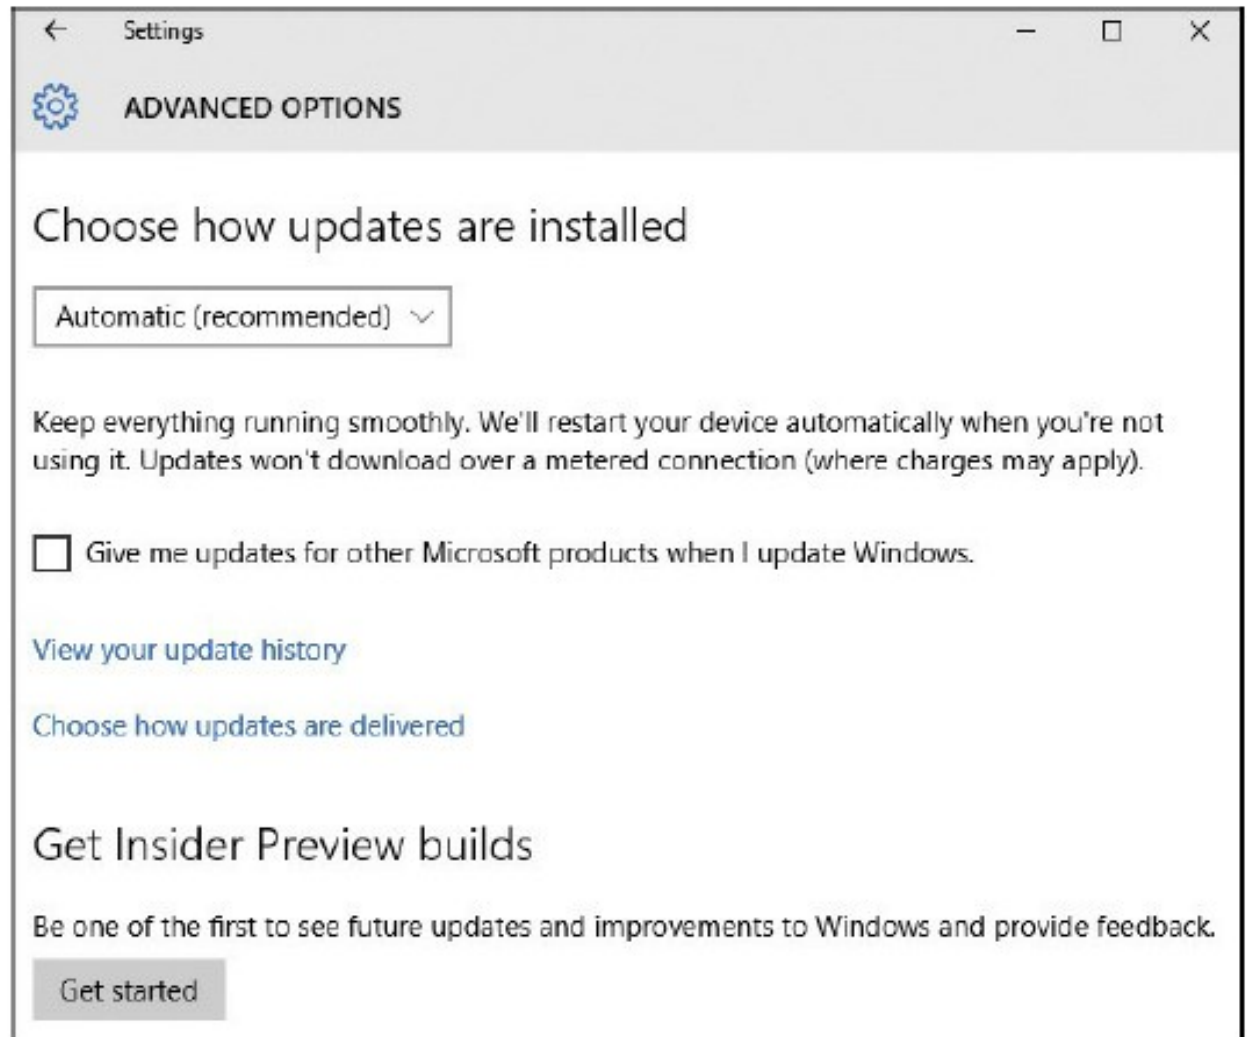 Settings
ADVANCED OPTIONS
Choose how updates are installed
Automatic (recommended)
Keep everything running smoothly. We'll restart your device automatically when you're not
using it. Updates won't download over a metered connection (where charges may apply).
Give me updates for other Microsoft products when I update Windows.
View your update history
Choose how updates are delivered
Get Insider Preview builds
Be one of the first to see future updates and improvements to Windows and provide feedback.
Get started